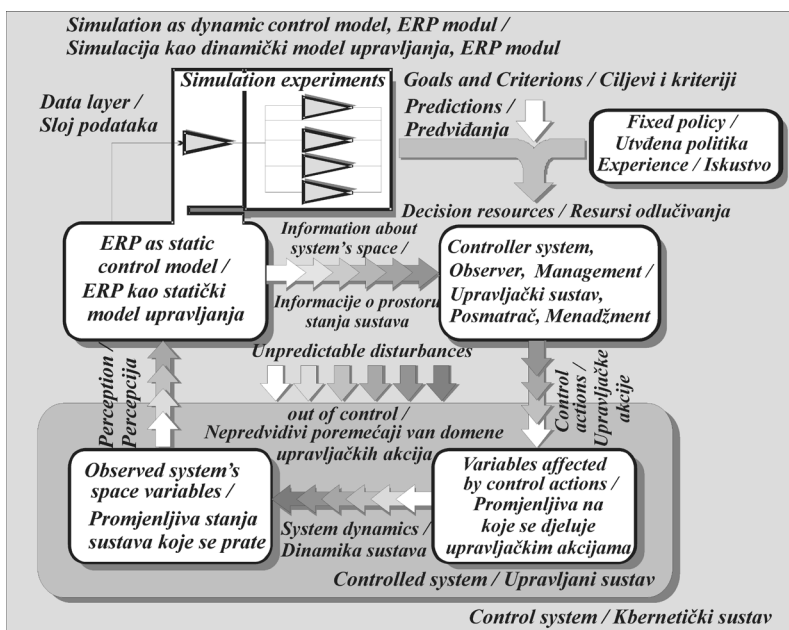 Simulation as dynamic control model, ERP modul /
Simulacija kao dinamički model upravljanja, ERP modul
Simulation experiments
Goals and Criterions / Ciljevi i kriteriji
Data layer /
Sloj podataka
Predictions /
Predviđanja
Fixed policy /
Utvđena politika
Experience / Iskustvo
Decision resources / Resursi odlučivanja
ERP as static
control model /
ERP kao statički
model upravljanja
Information about
system's space /
Informacije o prostoru
stanja sustava
Controller system,
Observer, Management /
Upravljački sustav,
Posmatrač, Menadžment
Perception /
Percepcija
Unpredictable disturbances
out of control /
Nepredvidivi poremećaji van domene
upravljačkih akcija
Control
actions /
Upravljačke
akcije
Observed system's
space variables /
Promjenljiva stanja
sustava koje se prate
System dynamics /
Dinamika sustava
Variables affected
by control actions /
Promjenljiva na
koje se djeluje
upravljačkim akcijama
Controlled system / Upravljani sustav
Control system / Kbernetički sustav